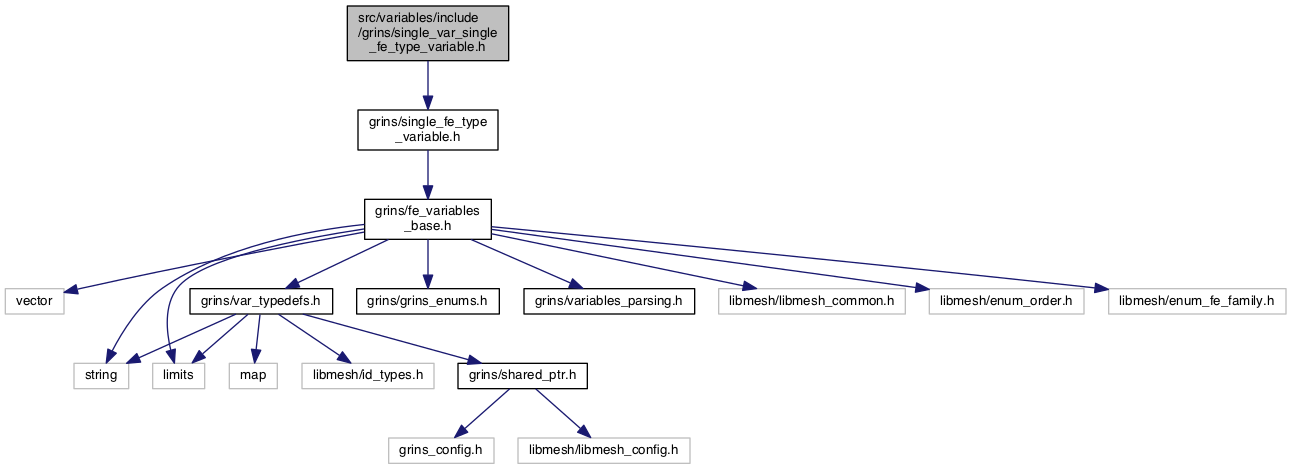 src/variables/include
/grins/single_var_single
_fe_type_variable.h
grins/single_fe_type
_variable.h
grins/fe_variables
_base.h
vector
grins/var_typedefs.h
grins/grins_enums.h
grins/variables_parsing.h
libmesh/libmesh_common.h
libmesh/enum_order.h
libmesh/enum_fe_family.h
string
limits
map
libmesh/id_types.h
grins/shared_ptr.h
grins_config.h
libmesh/libmesh_config.h